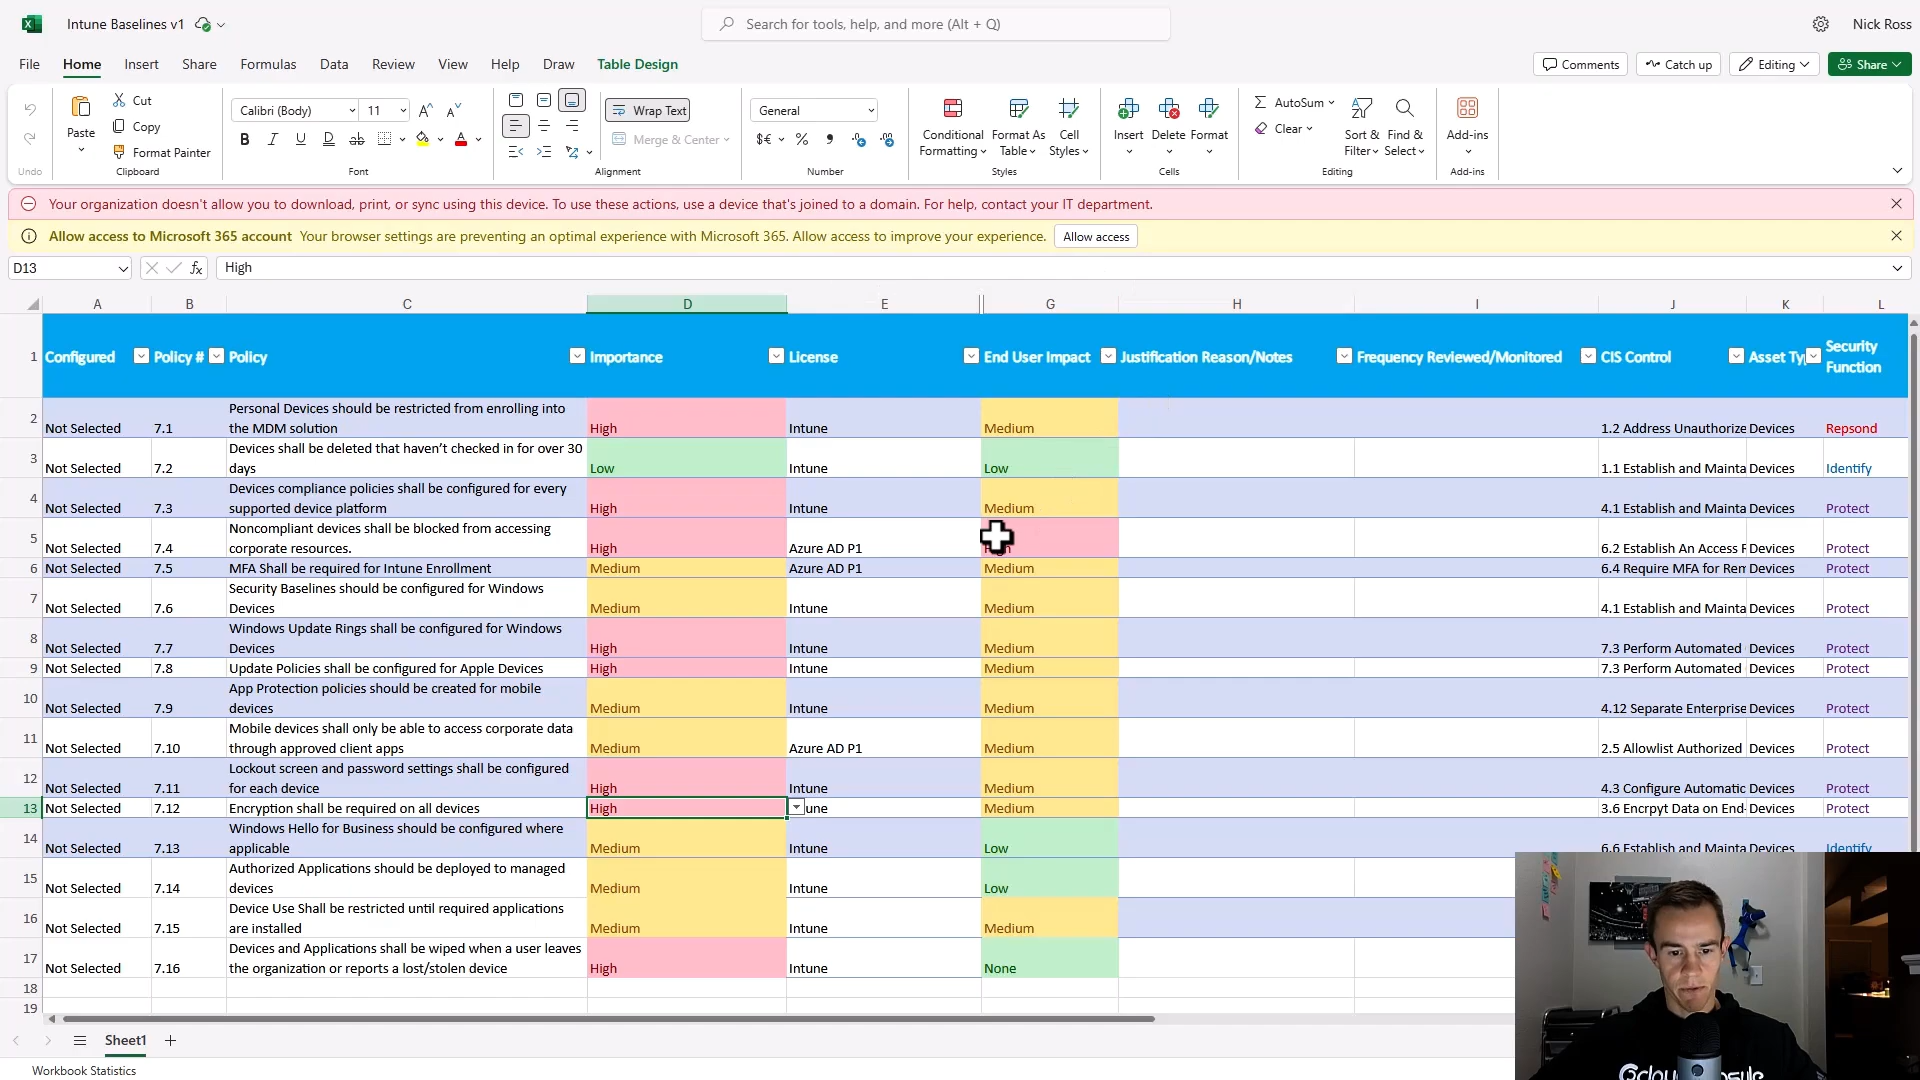 Intune Baselines v1
Search for tools, help, and more (Alt + Q)
Nick Ross
File Home Insert Share Formulas Data Review View Help Draw Table Design
Comments Catch up Editing Share
Paste Cut Copy Format Painter
Calibri (Body) 11
Wrap Text
Merge & Center
General
Conditional Formatting Format As Table Cell Styles
Insert Delete Format
AutoSum
Clear
Sort & Filter Find & Select
Add-ins
Undo Clipboard Font Alignment Number Styles Cells Editing Add-ins
Your organization doesn't allow you to download, print, or sync using this device. To use these actions, use a device that's joined to a domain. For help, contact your IT department.
Allow access to Microsoft 365 account Your browser settings are preventing an optimal experience with Microsoft 365. Allow access to improve your experience. Allow access
D13 fx High
A B C D E G H I J K L
1 Configured Policy # Policy Importance License End User Impact Justification Reason/Notes Frequency Reviewed/Monitored CIS Control Asset Ty Security Function
2 Not Selected 7.1 Personal Devices should be restricted from enrolling into the MDM solution High Intune Medium 1.2 Address Unauthorize Devices Repsond
3 Not Selected 7.2 Devices shall be deleted that haven't checked in for over 30 days Low Intune Low 1.1 Establish and Mainta Devices Identify
4 Not Selected 7.3 Devices compliance policies shall be configured for every supported device platform High Intune Medium 4.1 Establish and Mainta Devices Protect
5 Not Selected 7.4 Noncompliant devices shall be blocked from accessing corporate resources. High Azure AD P1 6.2 Establish An Access Devices Protect
6 Not Selected 7.5 MFA Shall be required for Intune Enrollment Medium Azure AD P1 Medium 6.4 Require MFA for Rem Devices Protect
7 Not Selected 7.6 Security Baselines should be configured for Windows Devices Medium Intune Medium 4.1 Establish and Mainta Devices Protect
8 Not Selected 7.7 Windows Update Rings shall be configured for Windows Devices High Intune Medium 7.3 Perform Automated Devices Protect
9 Not Selected 7.8 Update Policies shall be configured for Apple Devices High Intune Medium 7.3 Perform Automated Devices Protect
10 Not Selected 7.9 App Protection policies should be created for mobile devices Medium Intune Medium 4.12 Separate Enterprise Devices Protect
11 Not Selected 7.10 Mobile devices shall only be able to access corporate data through approved client apps Medium Azure AD P1 Medium 2.5 Allowlist Authorized Devices Protect
12 Not Selected 7.11 Lockout screen and password settings shall be configured for each device High Intune Medium 4.3 Configure Automatic Devices Protect
13 Not Selected 7.12 Encryption shall be required on all devices High une Medium 3.6 Encrpyt Data on End- Devices Protect
14 Not Selected 7.13 Windows Hello for Business should be configured where applicable Medium Intune Low 6.6 Establish and Mainta Devices Identify
15 Not Selected 7.14 Authorized Applications should be deployed to managed devices Medium Intune Low
16 Not Selected 7.15 Device Use Shall be restricted until required applications are installed Medium Intune Medium
17 Not Selected 7.16 Devices and Applications shall be wiped when a user leaves the organization or reports a lost/stolen device High Intune None
18
19
Sheet1
Workbook Statistics